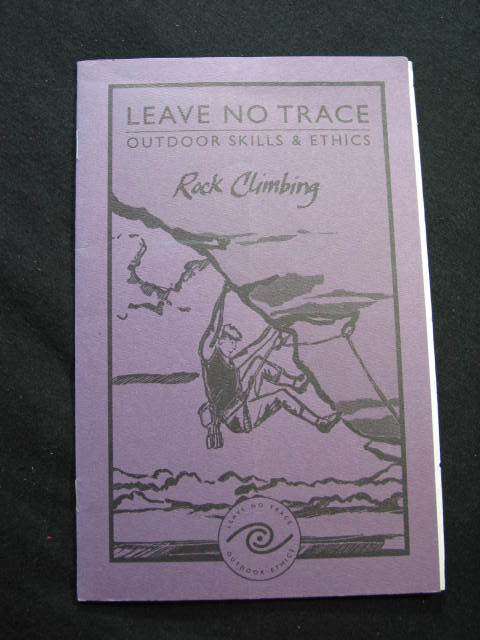 LEAVE NO TRACE
OUTDOOR SKILLS & ETHICS
Rock Climbing
LEAVE NO TRACE
OUTDOOR ETHICS